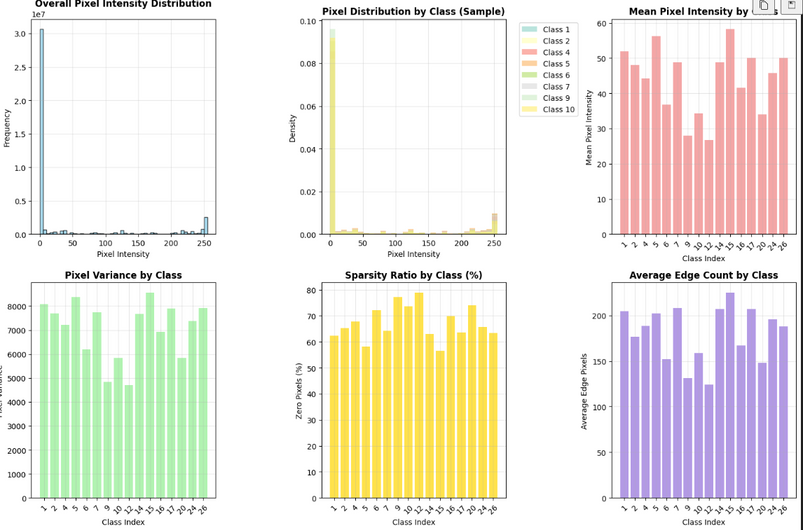 Overall Pixel Intensity Distribution
1e7
3.0
2.5
2.0
1.5
1.0
0.5
0.0
Frequency
0 50 100 150 200 250
Pixel Intensity
Pixel Distribution by Class (Sample)
0.10
0.08
0.06
0.04
0.02
0.00
Density
0 50 100 150 200 250
Pixel Intensity
Class 1
Class 2
Class 4
Class 5
Class 6
Class 7
Class 9
Class 10
Mean Pixel Intensity by
60
50
40
30
20
10
0
Mean Pixel Intensity
1 2 4 5 6 7 9 10 12 14 15 16 17 20 24 26
Class Index
Pixel Variance by Class
8000
7000
6000
5000
4000
3000
2000
1000
0
1 2 4 5 6 7 9 10 12 14 15 16 17 20 24 26
Class Index
Sparsity Ratio by Class (%)
80
70
60
50
40
30
20
10
0
Zero Pixels (%)
1 2 4 5 6 7 9 10 12 14 15 16 17 20 24 26
Class Index
Average Edge Count by Class
200
150
100
50
0
Average Edge Pixels
1 2 4 5 6 7 9 10 12 14 15 16 17 20 24 26
Class Index